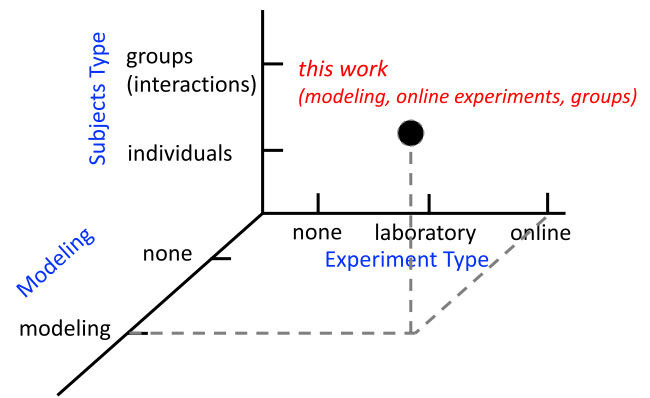 Subjects Type
groups
(interactions)
individuals
this work
(modeling, online experiments, groups)
none
laboratory
online
Experiment Type
Modeling
none
modeling